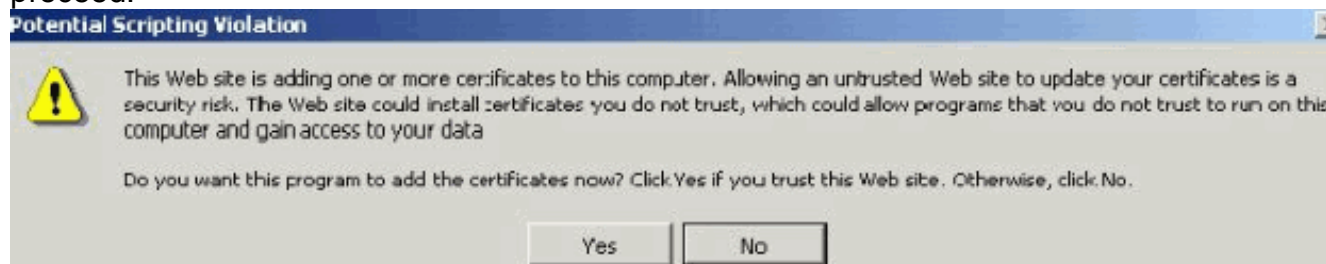 proceed.
Potential Scripting Violation
This Web site is adding one or more certificates to this computer. Allowing an untrusted Web site to update your certificates is a
security risk. The Web site could install certificates you do not trust, which could allow programs that you do not trust to run on this
computer and gain access to your data
Do you want this program to add the certificates now? Click Yes if you trust this Web site. Otherwise, click No.
Yes No